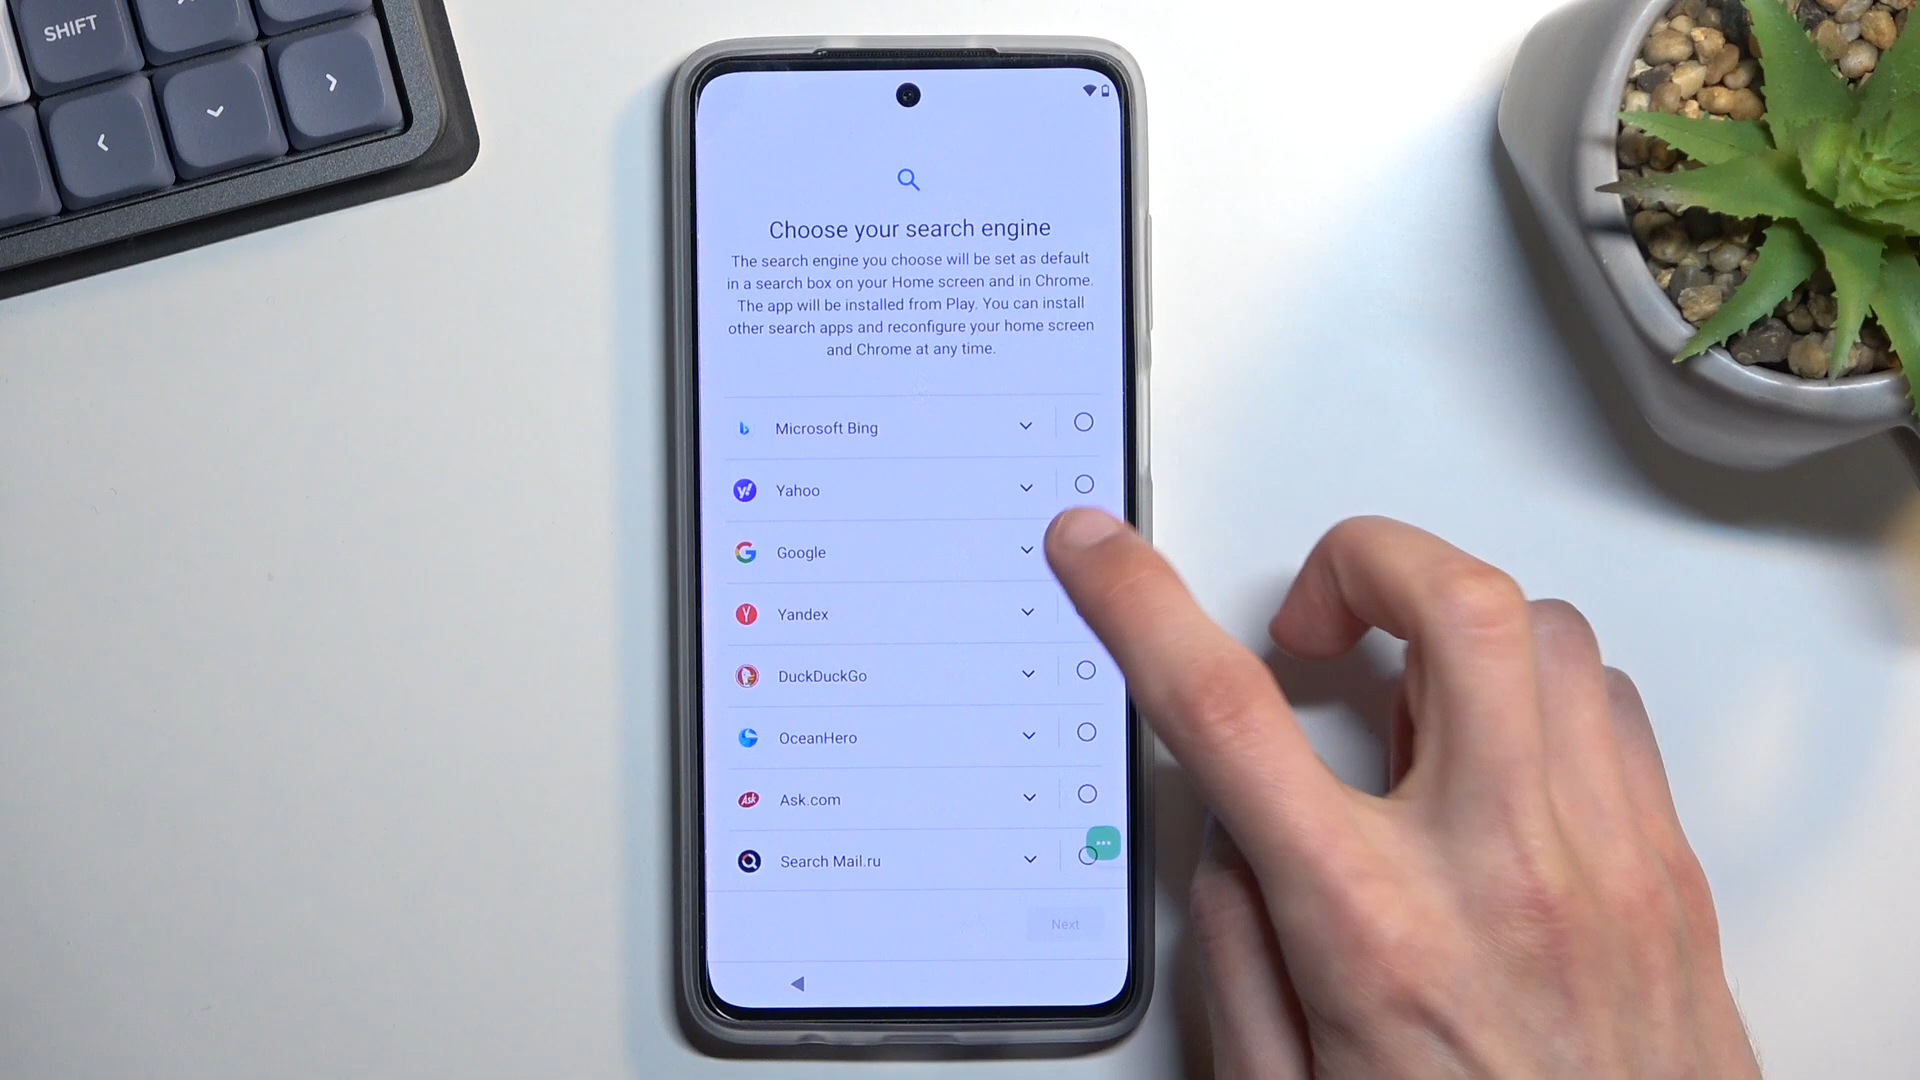 SHIFT
Choose your search engine
The search engine you choose will be set as default
in a search box on your Home screen and in Chrome.
The app will be installed from Play. You can install
other search apps and reconfigure your home screen
and Chrome at any time.
Microsoft Bing
Yahoo
Google
Yandex
DuckDuckGo
OceanHero
Ask.com
Search Mail.ru
Next